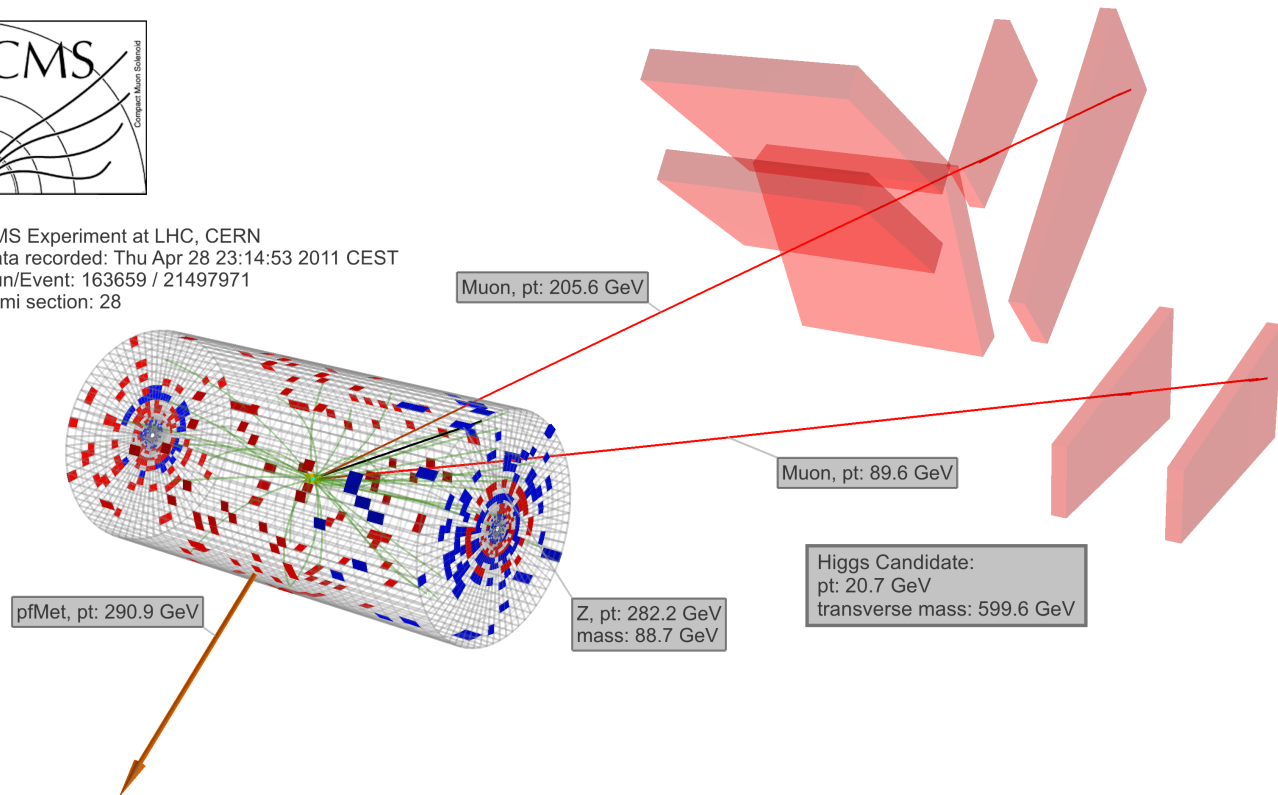 CMS
Compact Muon Solenoid
MS Experiment at LHC, CERN
ata recorded: Thu Apr 28 23:14:53 2011 CEST
un/Event: 163659 / 21497971
mi section: 28
Muon, pt: 205.6 GeV
Muon, pt: 89.6 GeV
Higgs Candidate:
pt: 20.7 GeV
transverse mass: 599.6 GeV
pfMet, pt: 290.9 GeV
Z, pt: 282.2 GeV
mass: 88.7 GeV